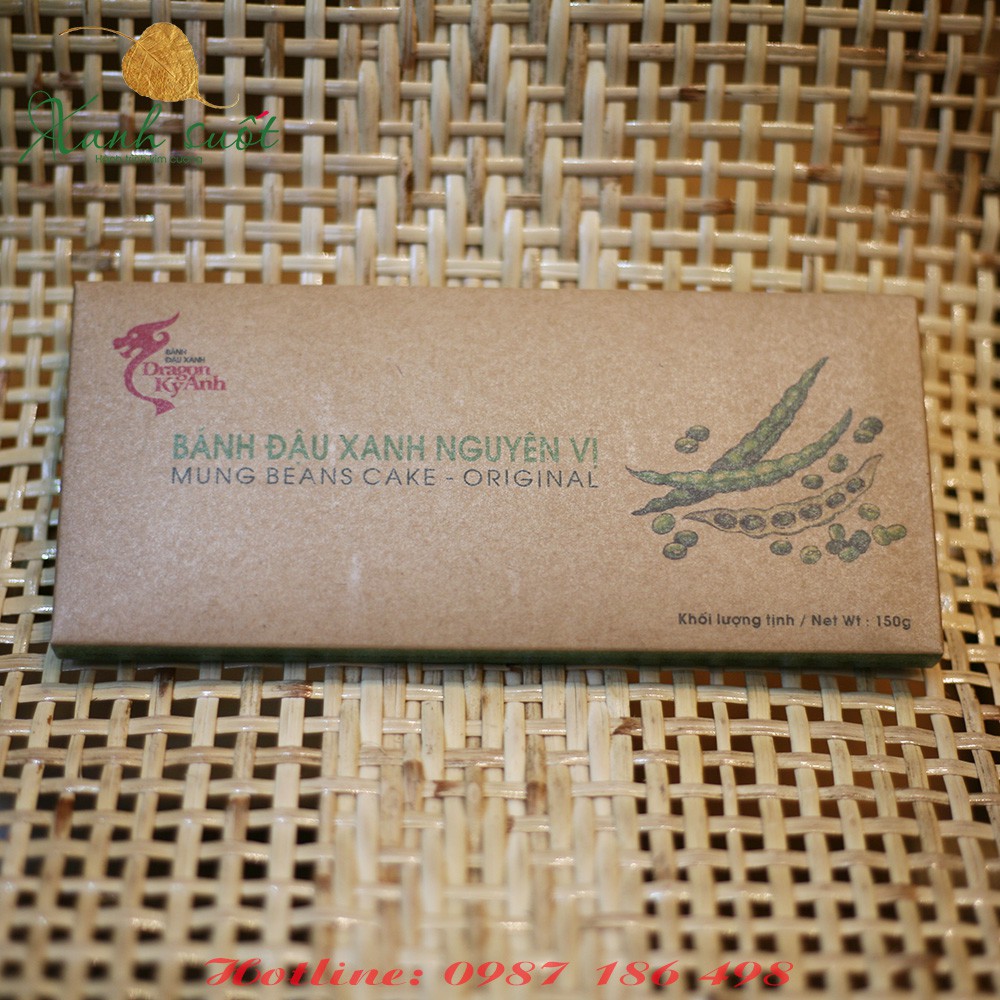 Xanh suốt
BÁNH
ĐẬU XANH
Dragon
Kỳ Anh
BÁNH ĐẬU XANH NGUYÊN VỊ
MUNG BEANS CAKE - ORIGINAL
Khối lượng tịnh / Net Wt : 150g
Hotline: 0987 186 498